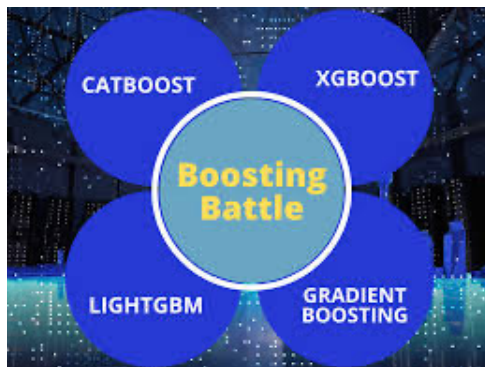 CATBOOST
XGBOOST
Boosting
Battle
LIGHTGBM
GRADIENT
BOOSTING